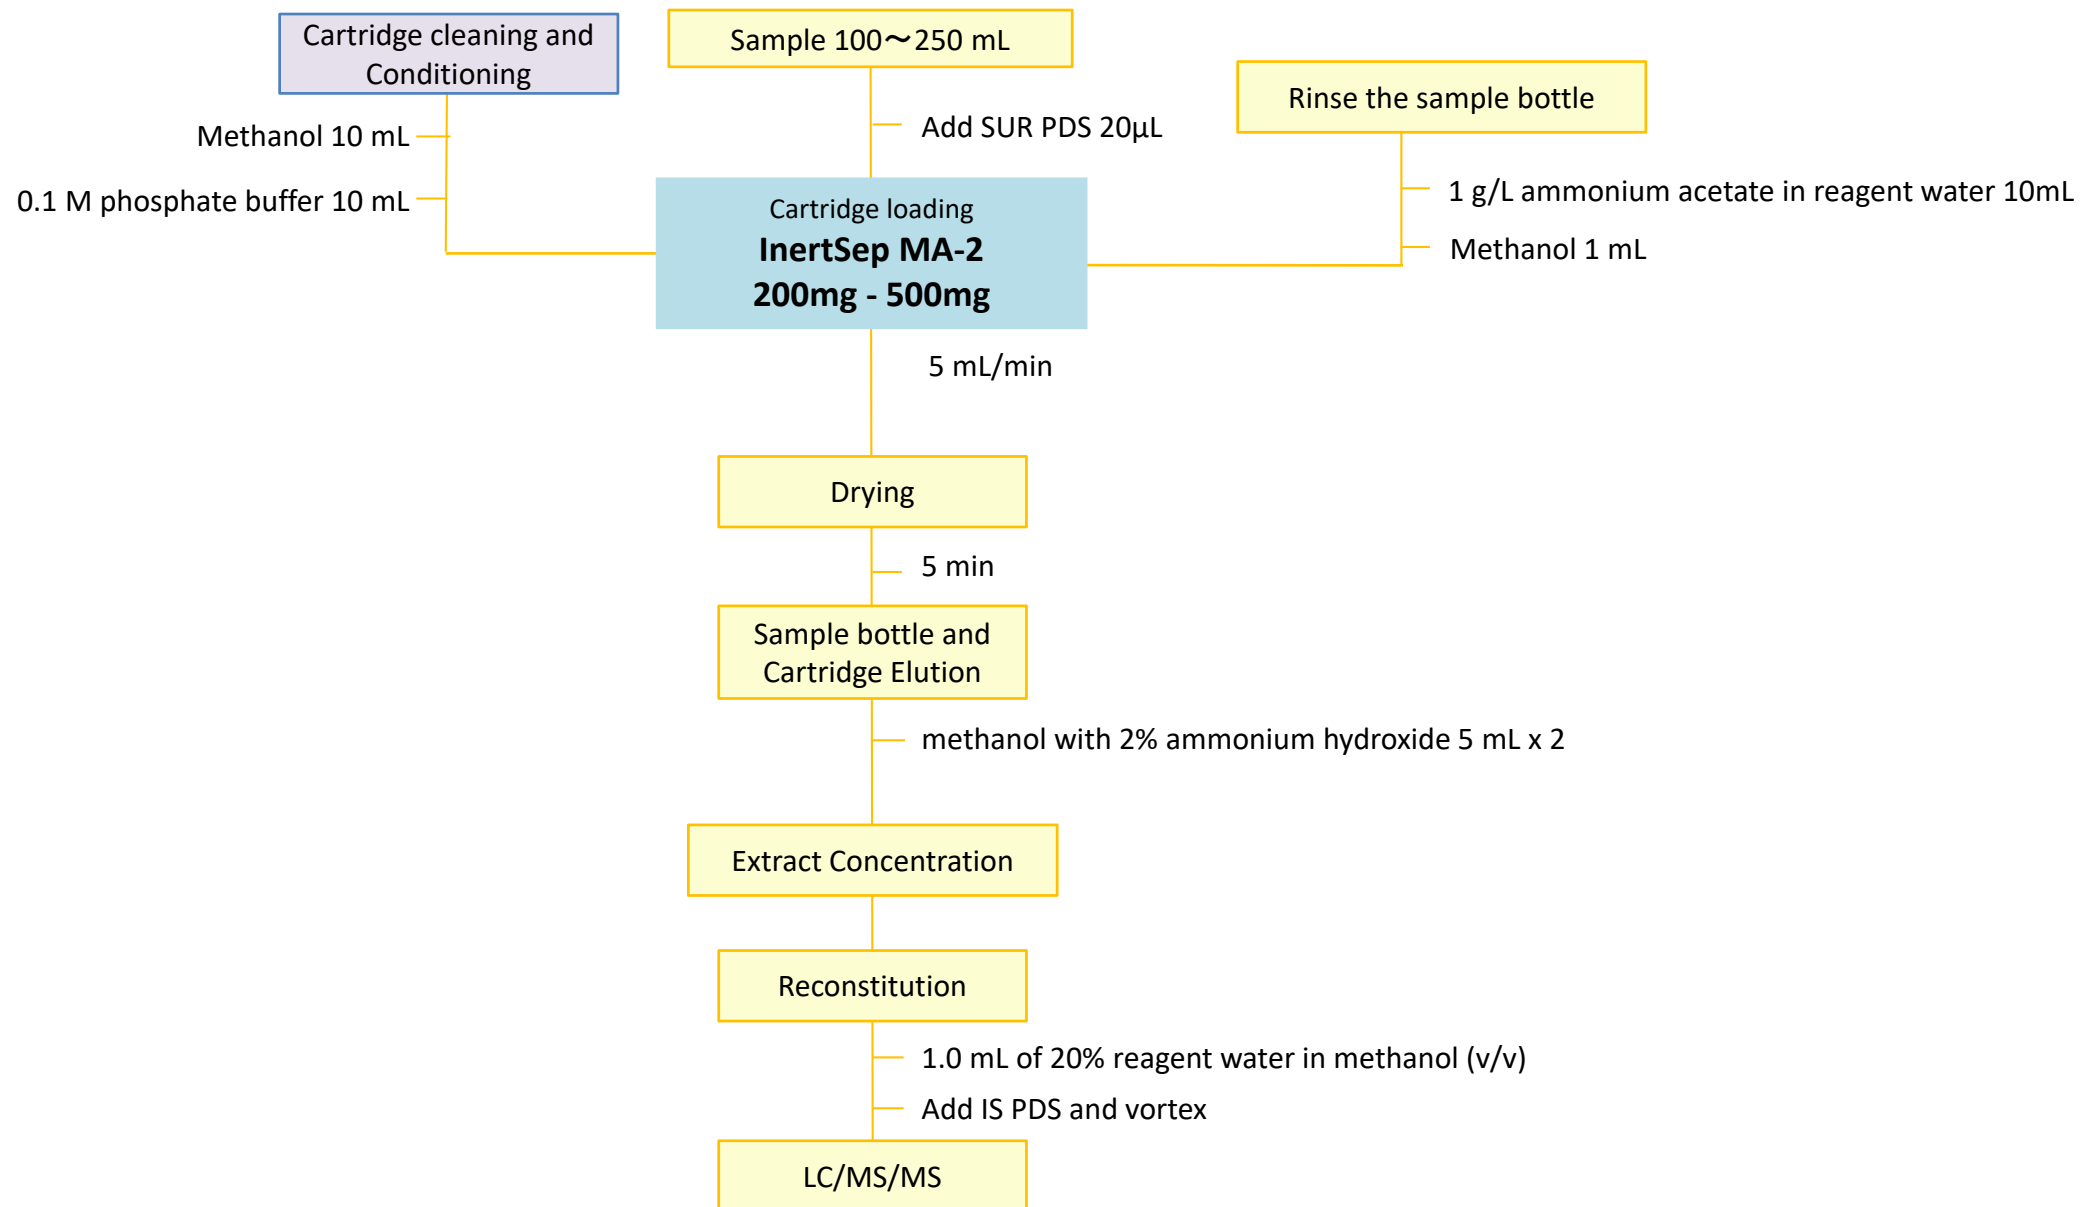 Cartridge cleaning and
Conditioning
Methanol 10 mL
0.1 M phosphate buffer 10 mL
Sample 100～250 mL
Add SUR PDS 20µL
Rinse the sample bottle
1 g/L ammonium acetate in reagent water 10mL
Methanol 1 mL
Cartridge loading
InertSep MA-2
200mg - 500mg
5 mL/min
Drying
5 min
Sample bottle and
Cartridge Elution
methanol with 2% ammonium hydroxide 5 mL x 2
Extract Concentration
Reconstitution
1.0 mL of 20% reagent water in methanol (v/v)
Add IS PDS and vortex
LC/MS/MS